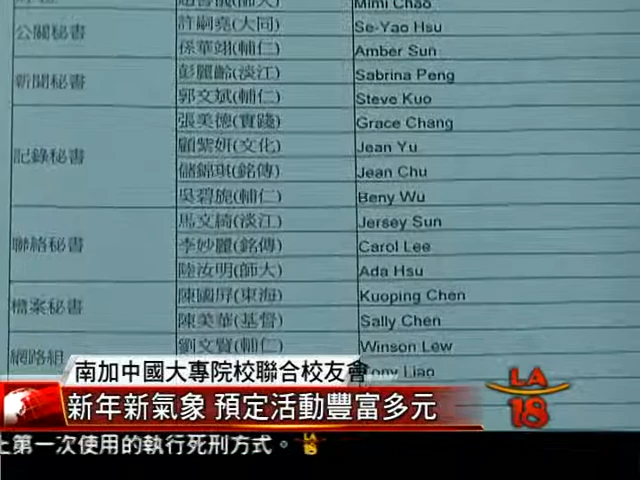 Mimi Chao
公關秘書 許嗣堯(大同) Se-Yao Hsu
孫華翊(輔仁) Amber Sun
新聞秘書 彭麗齡(淡江) Sabrina Peng
郭文斌(輔仁) Steve Kuo
記錄秘書 張美德(實踐) Grace Chang
顧紫妍(文化) Jean Yu
儲錦琪(銘傳) Jean Chu
吳碧旎(輔仁) Beny Wu
聯絡秘書 馬文綺(淡江) Jersey Sun
李妙麗(銘傳) Carol Lee
陸汝明(師大) Ada Hsu
檔案秘書 陳國屏(東海) Kuoping Chen
陳美華(基督) Sally Chen
網路組 劉文賢(輔仁) Winson Lew
Tony Liao
南加中國大專院校聯合校友會
新年新氣象 預定活動豐富多元
LA
18
上第一次使用的執行死刑方式。
LA
18